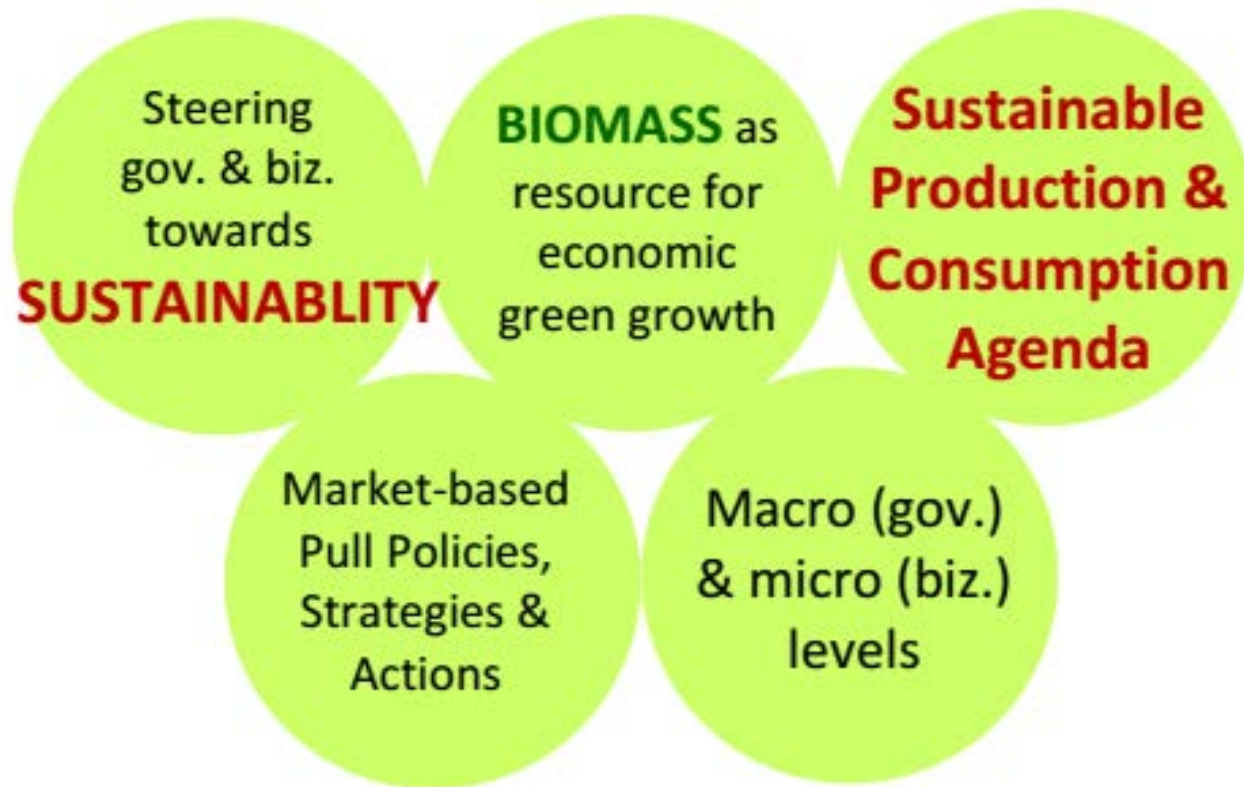 Steering
gov. & biz.
towards
SUSTAINABLITY
BIOMASS as
resource for
economic
green growth
Sustainable
Production &
Consumption
Agenda
Market-based
Pull Policies,
Strategies &
Actions
Macro (gov.)
& micro (biz.)
levels